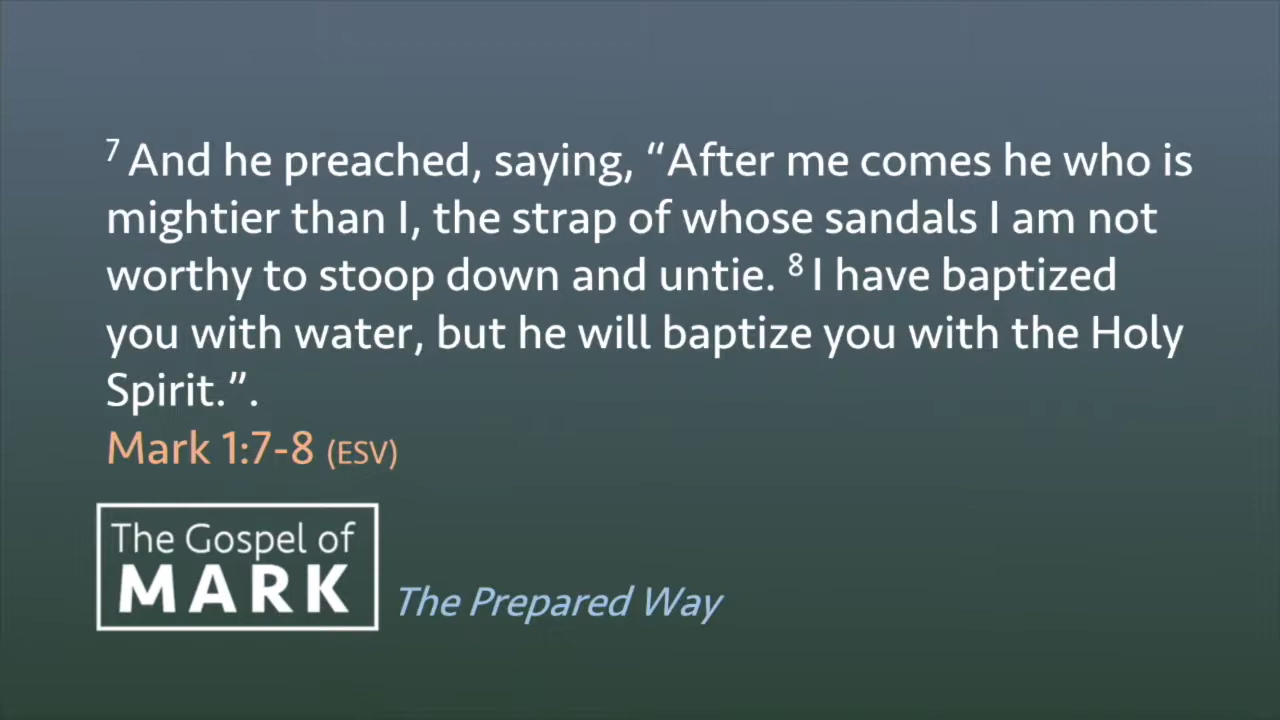 ⁷ And he preached, saying, “After me comes he who is
mightier than I, the strap of whose sandals I am not
worthy to stoop down and untie. ⁸ I have baptized
you with water, but he will baptize you with the Holy
Spirit.”.
Mark 1:7-8 (ESV)
The Gospel of
MARK
The Prepared Way